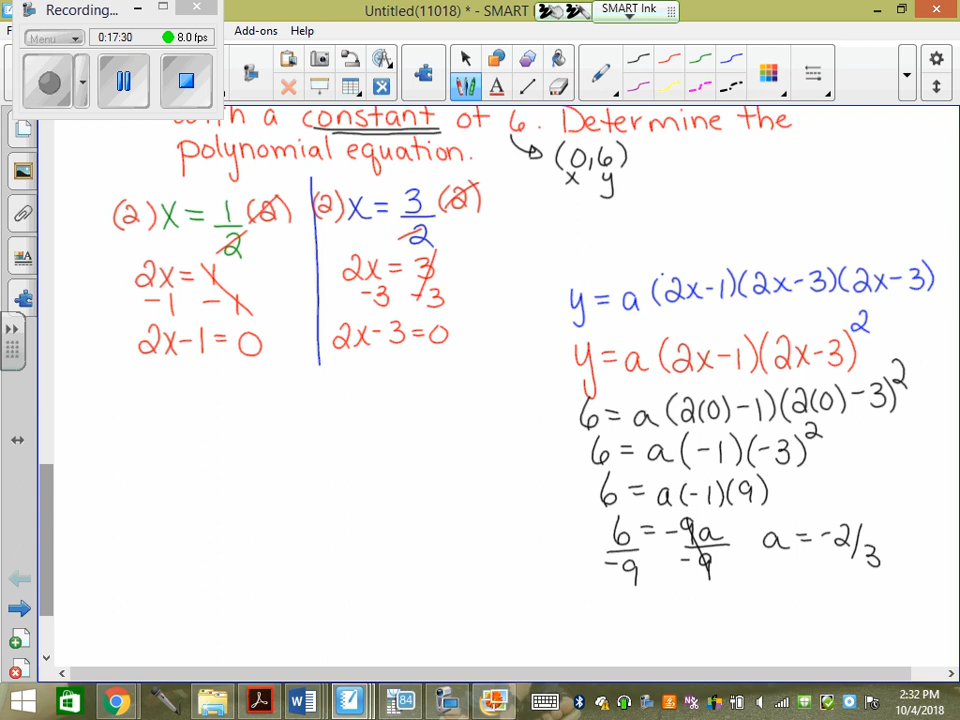 Recording...
Untitled(11018) * - SMART
SMART Ink
Menu
0:17:30
8.0 fps
Add-ons Help
with a constant of 6. Determine the
polynomial equation.
(0,6)
x y
(2) x = 1/2 (2)
2x = 1
-1 -1
2x-1 = 0
(2) x = 3/2 (2)
2x = 3
-3 -3
2x-3=0
y = a (2x-1)(2x-3)(2x-3)
y = a (2x-1)(2x-3)²
6 = a (2(0)-1)(2(0)-3)²
6 = a (-1)(-3)²
6 = a(-1)(9)
6 = -9a a = -2/3
-9 -9
84
2:32 PM
10/4/2018